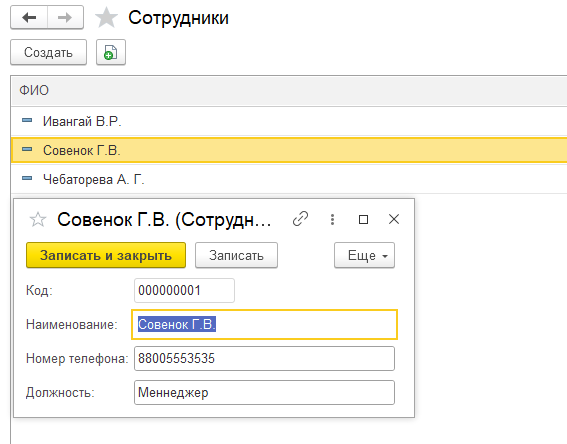 Сотрудники
Создать
ФИО
Ивангай В.Р.
Совенок Г.В.
Чебаторева А. Г.
Совенок Г.В. (Сотрудн...
Записать и закрыть Записать Еще
Код: 000000001
Наименование: Совенок Г.В.
Номер телефона: 88005553535
Должность: Меннеджер